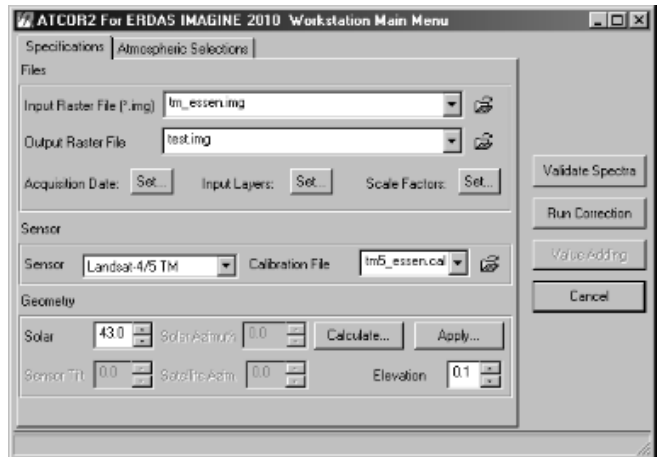 ATCOR2 For ERDAS IMAGINE 2010 Workstation Main Menu
Specifications Atmospheric Selections
Files
Input Raster File (*.img) tm_essen.img
Output Raster File test.img
Acquisition Date: Set... Input Layers: Set... Scale Factors: Set...
Sensor
Sensor Landsat-4/5 TM Calibration File tm5_essen.cal
Geometry
Solar 43.0 Solar Azimuth 0.0 Calculate... Apply...
Sensor Tilt 0.0 Satellite Azim 0.0 Elevation 0.1
Validate Spectra
Run Correction
Value Adding
Cancel